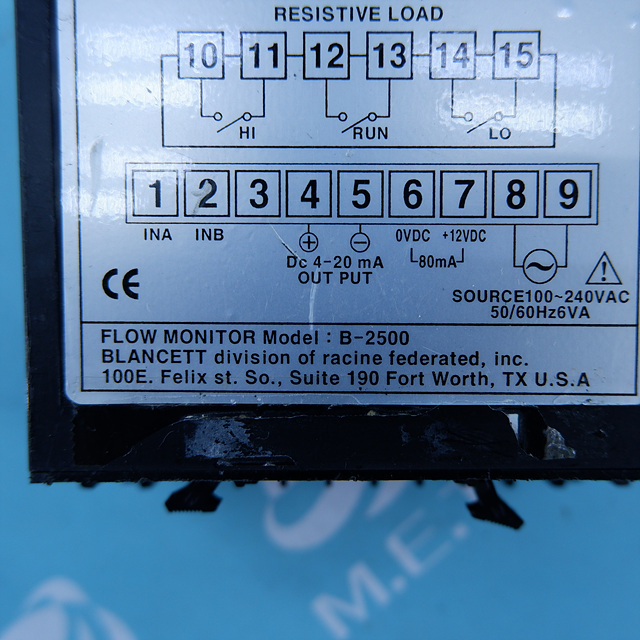 RESISTIVE LOAD
10 11 12 13 14 15
HI RUN LO
1 2 3 4 5 6 7 8 9
INA INB 0VDC +12VDC
+ −
Dc 4-20 mA 80mA
OUT PUT
CE
SOURCE100~240VAC
50/60Hz6VA
FLOW MONITOR Model : B-2500
BLANCETT division of racine federated, inc.
100E. Felix st. So., Suite 190 Fort Worth, TX U.S.A
M.E.